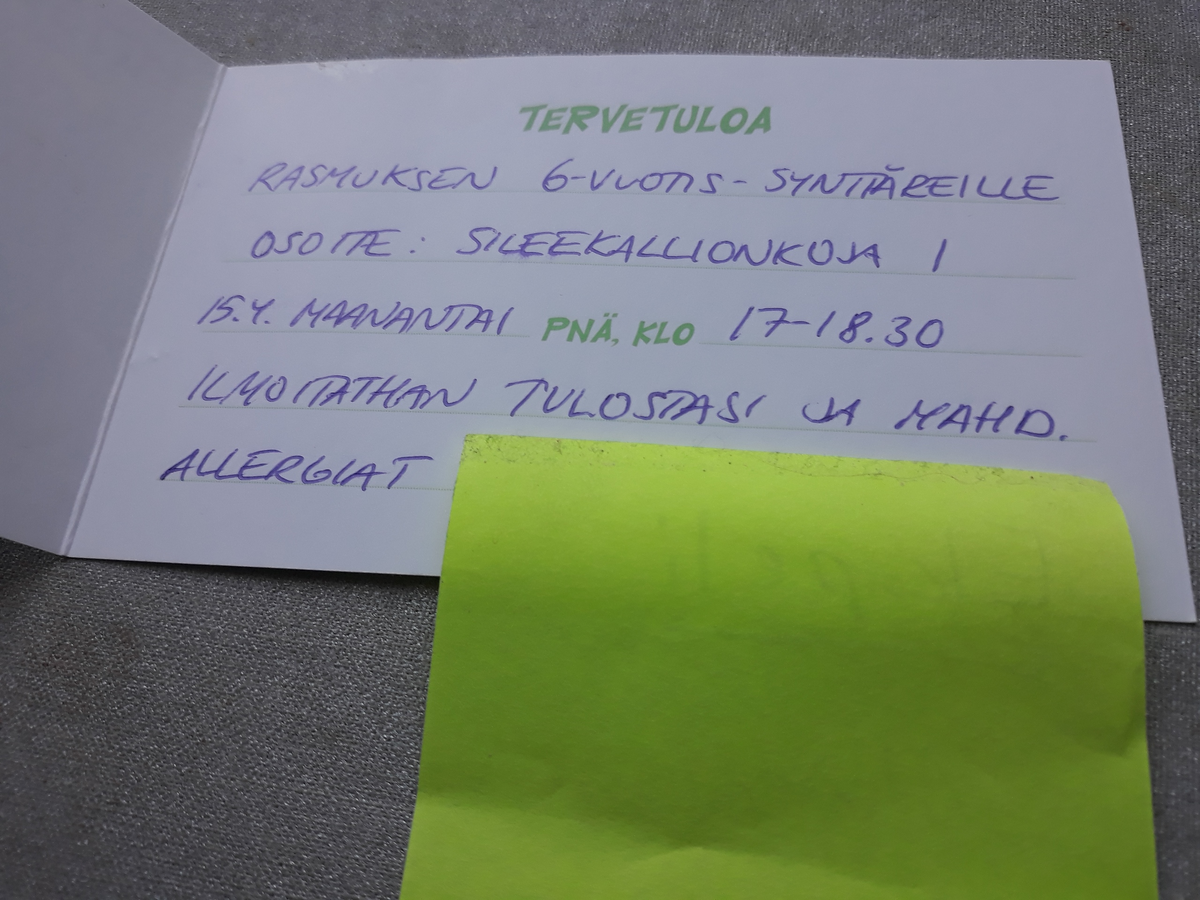 TERVETULOA
RASMUKSEN 6-VUOTIS-SYNTTÄREILLE
OSOITE: SILEEKALLIONKUJA 1
15.4. MAANANTAI PNÄ, KLO 17-18.30
ILMOITATHAN TULOSTASI JA MAHD.
ALLERGIAT